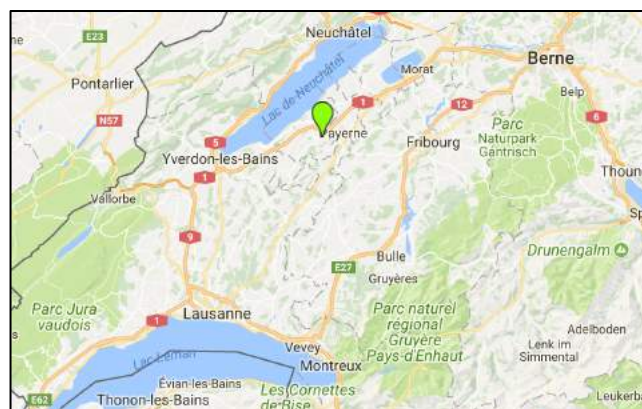 E23
Neuchâtel
Berne
Pontarlier
Lac de Neuchâtel
Morat
Belp
N57
1
12
6
Payerne
5
Fribourg
Parc
Naturpark
Gantrisch
Yverdon-les-Bains
1
Thoun
Vallorbe
Sp
9
Drunengalm
E27
Bulle
Gruyères
Parc Jura
vaudois
1
Lausanne
Parc naturel
régional
Gruyère
Pays-d'Enhaut
Adelboden
Lenk im
Simmental
Lac Léman
Vevey
Montreux
E62
Évian-les-Bains
Les Cornettes
de Bise
Thonon-les-Bains
Leukerba